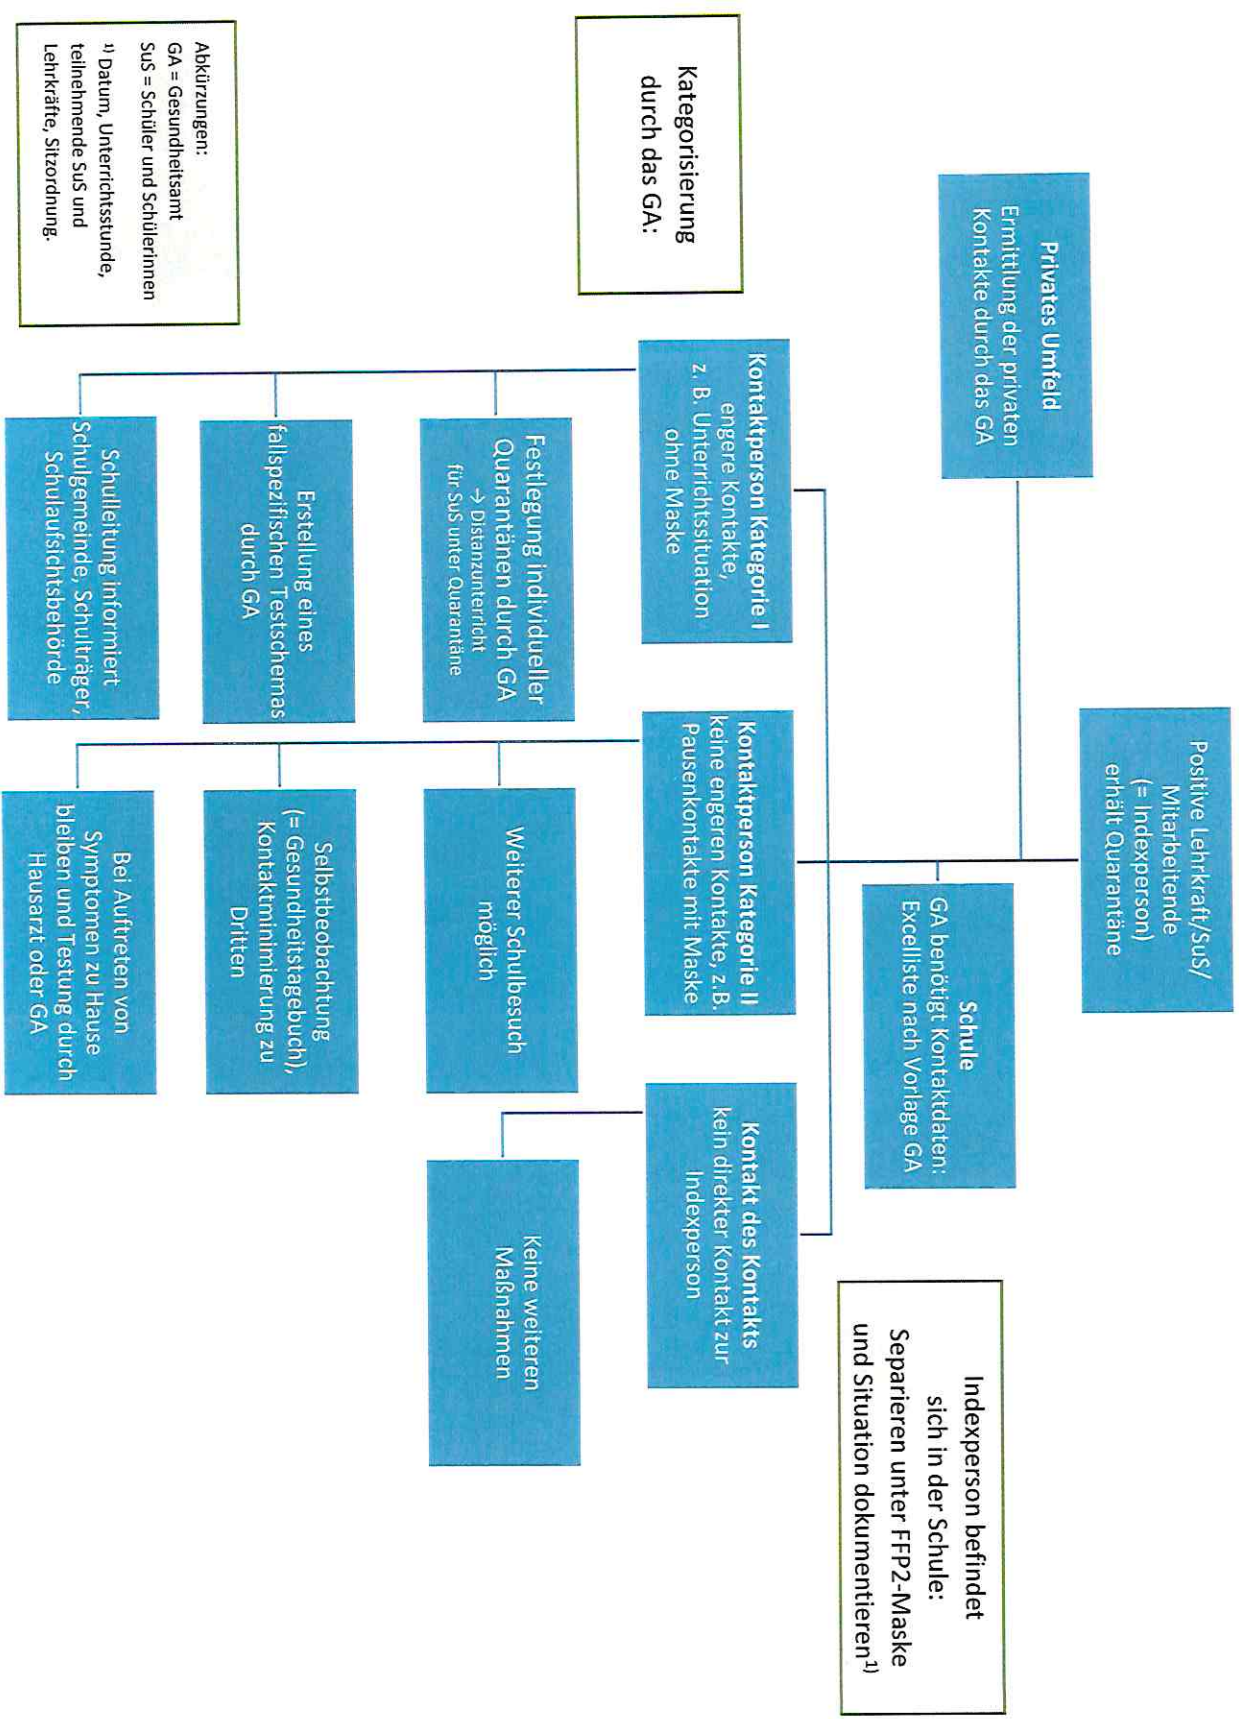 Positive Lehrkraft/SuS/
Mitarbeitende
(= Indexperson)
erhält Quarantäne
Privates Umfeld
Ermittlung der privaten
Kontakte durch das GA
Schule
GA benötigt Kontaktdaten:
Excelliste nach Vorlage GA
Indexperson befindet
sich in der Schule:
Separieren unter FFP2-Maske
und Situation dokumentieren¹⁾
Kategorisierung
durch das GA:
Kontaktperson Kategorie I
engere Kontakte,
z. B. Unterrichtssituation
ohne Maske
Kontaktperson Kategorie II
keine engeren Kontakte, z.B.
Pausenkontakte mit Maske
Kontakt des Kontakts
kein direkter Kontakt zur
Indexperson
Festlegung individueller
Quarantänen durch GA
→ Distanzunterricht
für SuS unter Quarantäne
Weiterer Schulbesuch
möglich
Keine weiteren
Maßnahmen
Erstellung eines
fallspezifischen Testschemas
durch GA
Selbstbeobachtung
(= Gesundheitstagebuch),
Kontaktminimierung zu
Dritten
Schulleitung informiert
Schulgemeinde, Schulträger,
Schulaufsichtsbehörde
Bei Auftreten von
Symptomen zu Hause
bleiben und Testung durch
Hausarzt oder GA
Abkürzungen:
GA = Gesundheitsamt
SuS = Schüler und Schülerinnen
¹⁾ Datum, Unterrichtsstunde,
teilnehmende SuS und
Lehrkräfte, Sitzordnung.